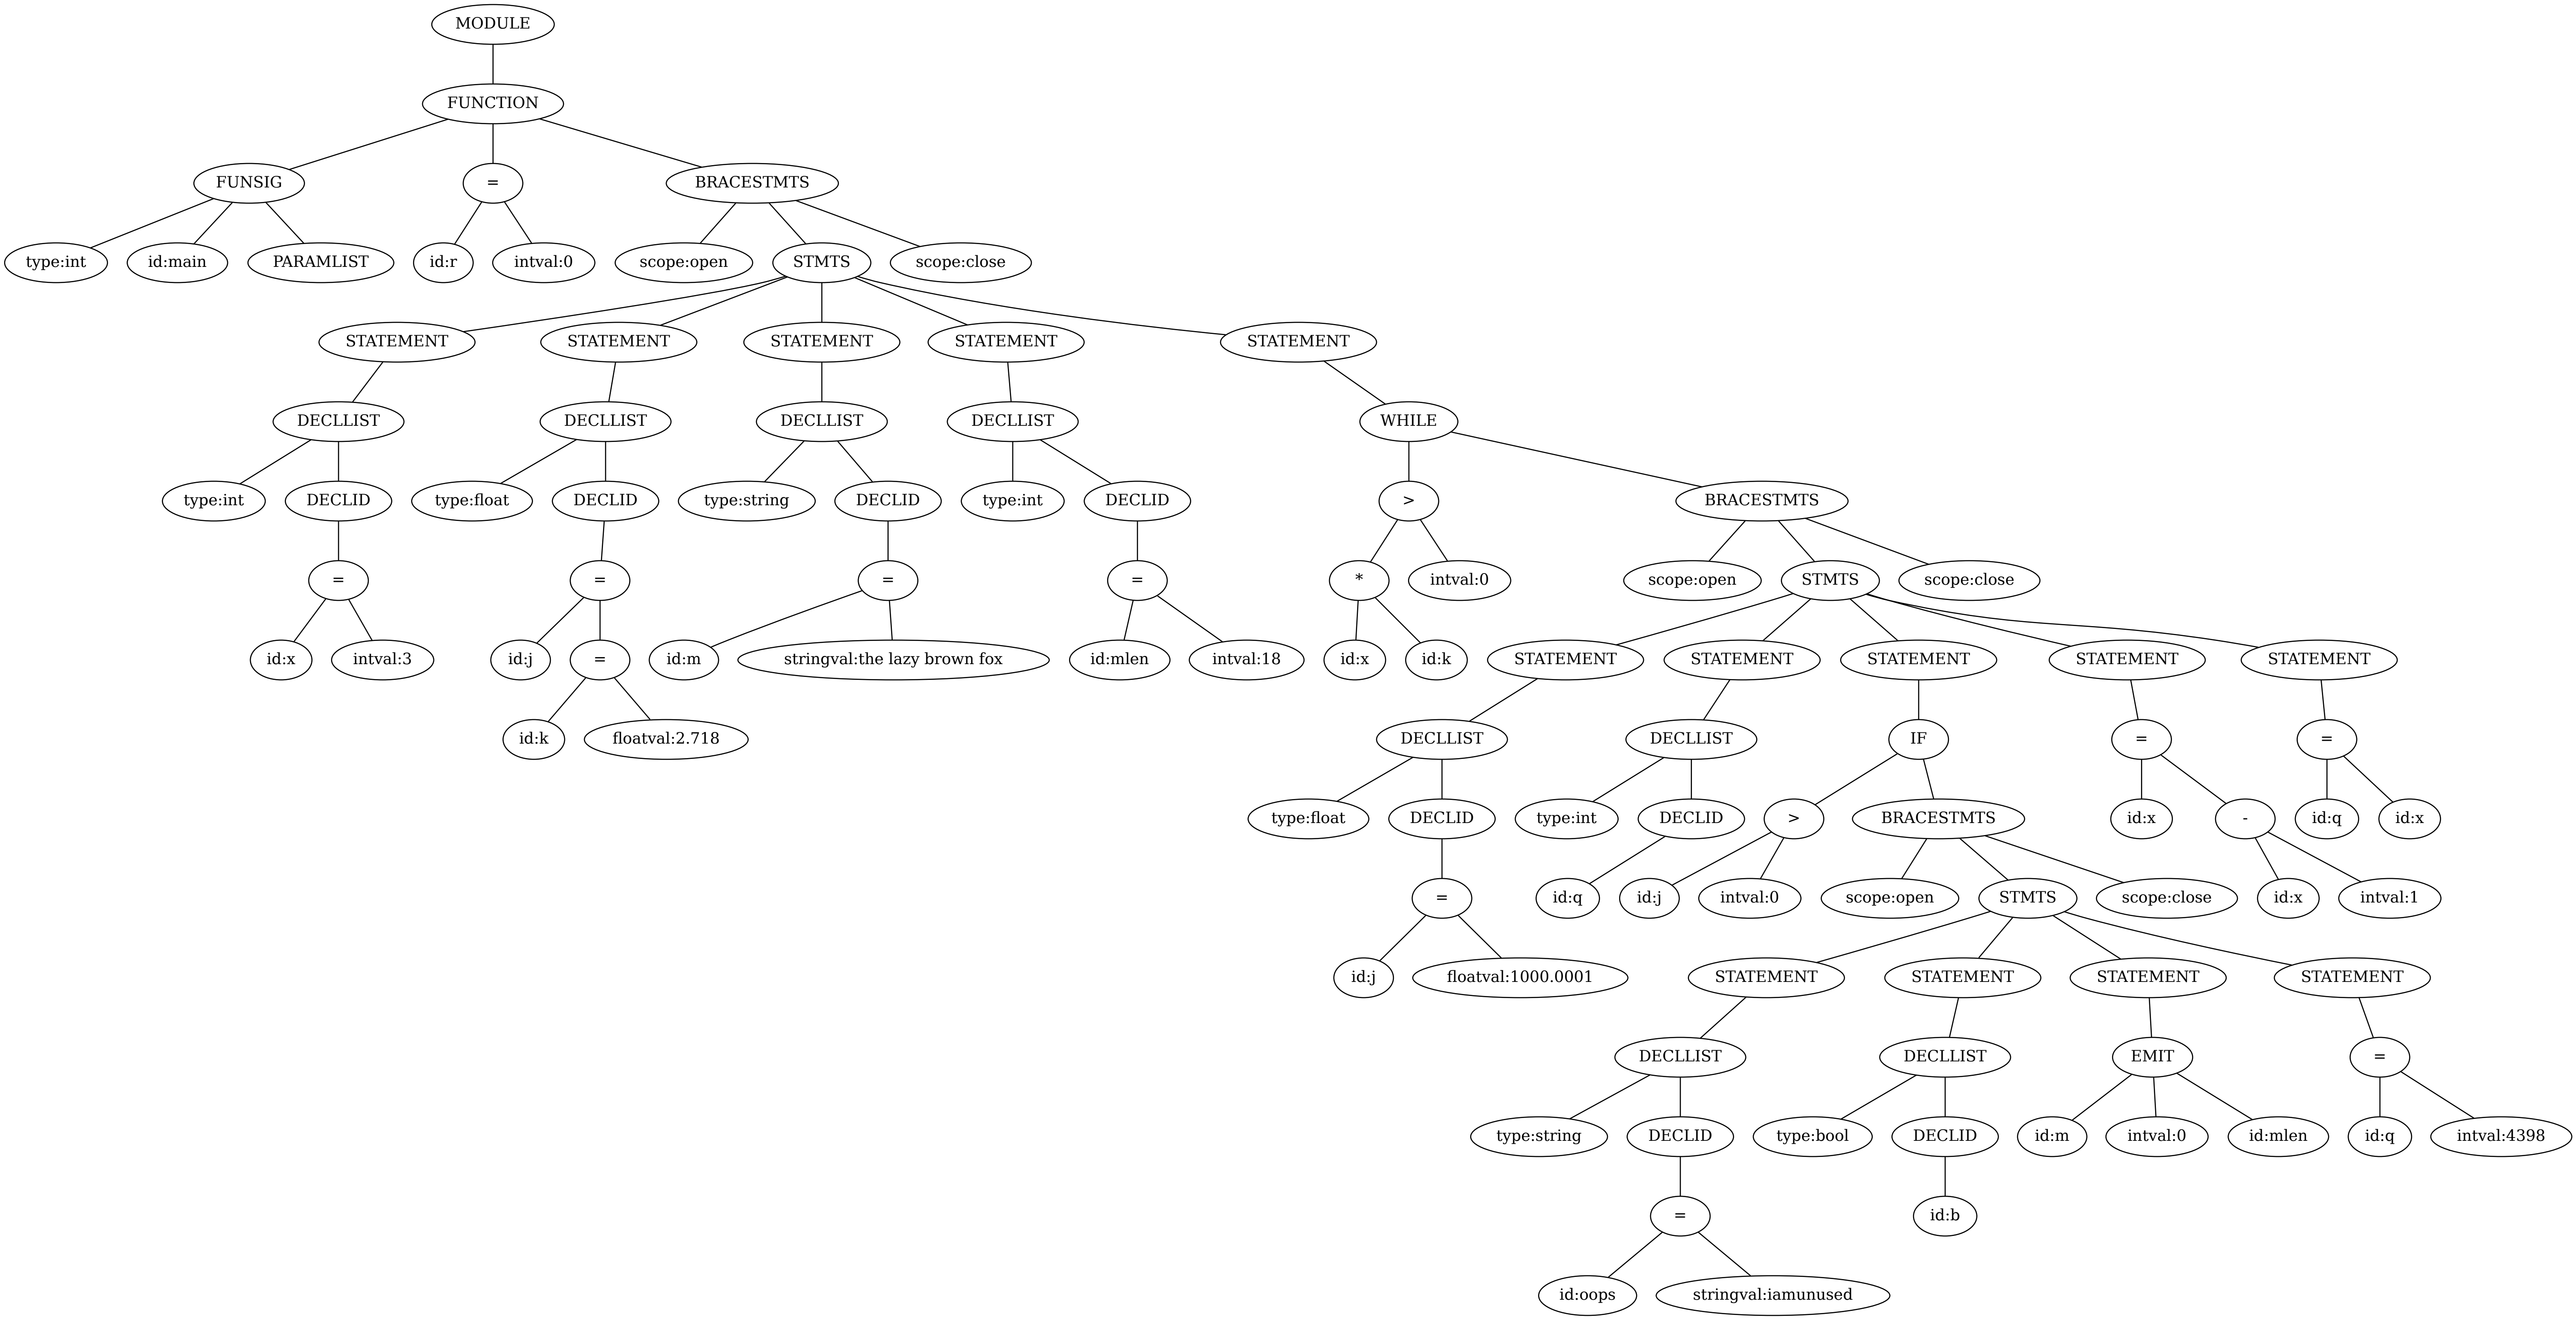 MODULE
FUNCTION
FUNSIG
=
BRACESTMTS
type:int
id:main
PARAMLIST
id:r
intval:0
scope:open
STMTS
scope:close
STATEMENT
STATEMENT
STATEMENT
STATEMENT
STATEMENT
DECLLIST
DECLLIST
DECLLIST
DECLLIST
WHILE
type:int
DECLID
type:float
DECLID
type:string
DECLID
type:int
DECLID
>
BRACESTMTS
=
=
=
=
*
intval:0
scope:open
STMTS
scope:close
id:x
intval:3
id:j
=
id:m
stringval:the lazy brown fox
id:mlen
intval:18
id:x
id:k
STATEMENT
STATEMENT
STATEMENT
STATEMENT
STATEMENT
id:k
floatval:2.718
DECLLIST
DECLLIST
IF
=
=
type:float
DECLID
type:int
DECLID
>
BRACESTMTS
id:x
-
id:q
id:x
=
id:q
id:j
intval:0
scope:open
STMTS
scope:close
id:x
intval:1
id:j
floatval:1000.0001
STATEMENT
STATEMENT
STATEMENT
STATEMENT
DECLLIST
DECLLIST
EMIT
=
type:string
DECLID
type:bool
DECLID
id:m
intval:0
id:mlen
id:q
intval:4398
=
id:b
id:oops
stringval:iamunused